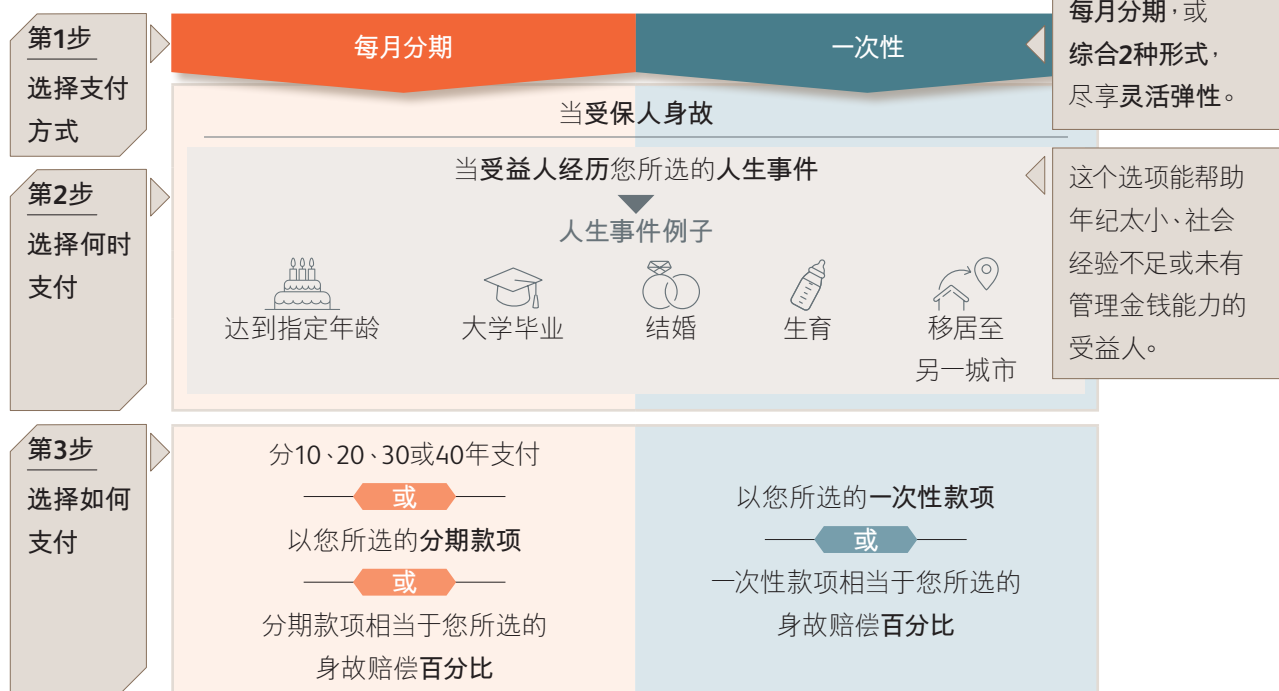 第1步
选择支付
方式
每月分期
一次性
每月分期，或
综合2种形式，
尽享灵活弹性。
当受保人身故
第2步
选择何时
支付
当受益人经历您所选的人生事件
人生事件例子
达到指定年龄
大学毕业
结婚
生育
移居至
另一城市
这个选项能帮助
年纪太小、社会
经验不足或未有
管理金钱能力的
受益人。
第3步
选择如何
支付
分10、20、30或40年支付
或
以您所选的分期款项
或
分期款项相当于您所选的
身故赔偿百分比
以您所选的一次性款项
或
一次性款项相当于您所选的
身故赔偿百分比